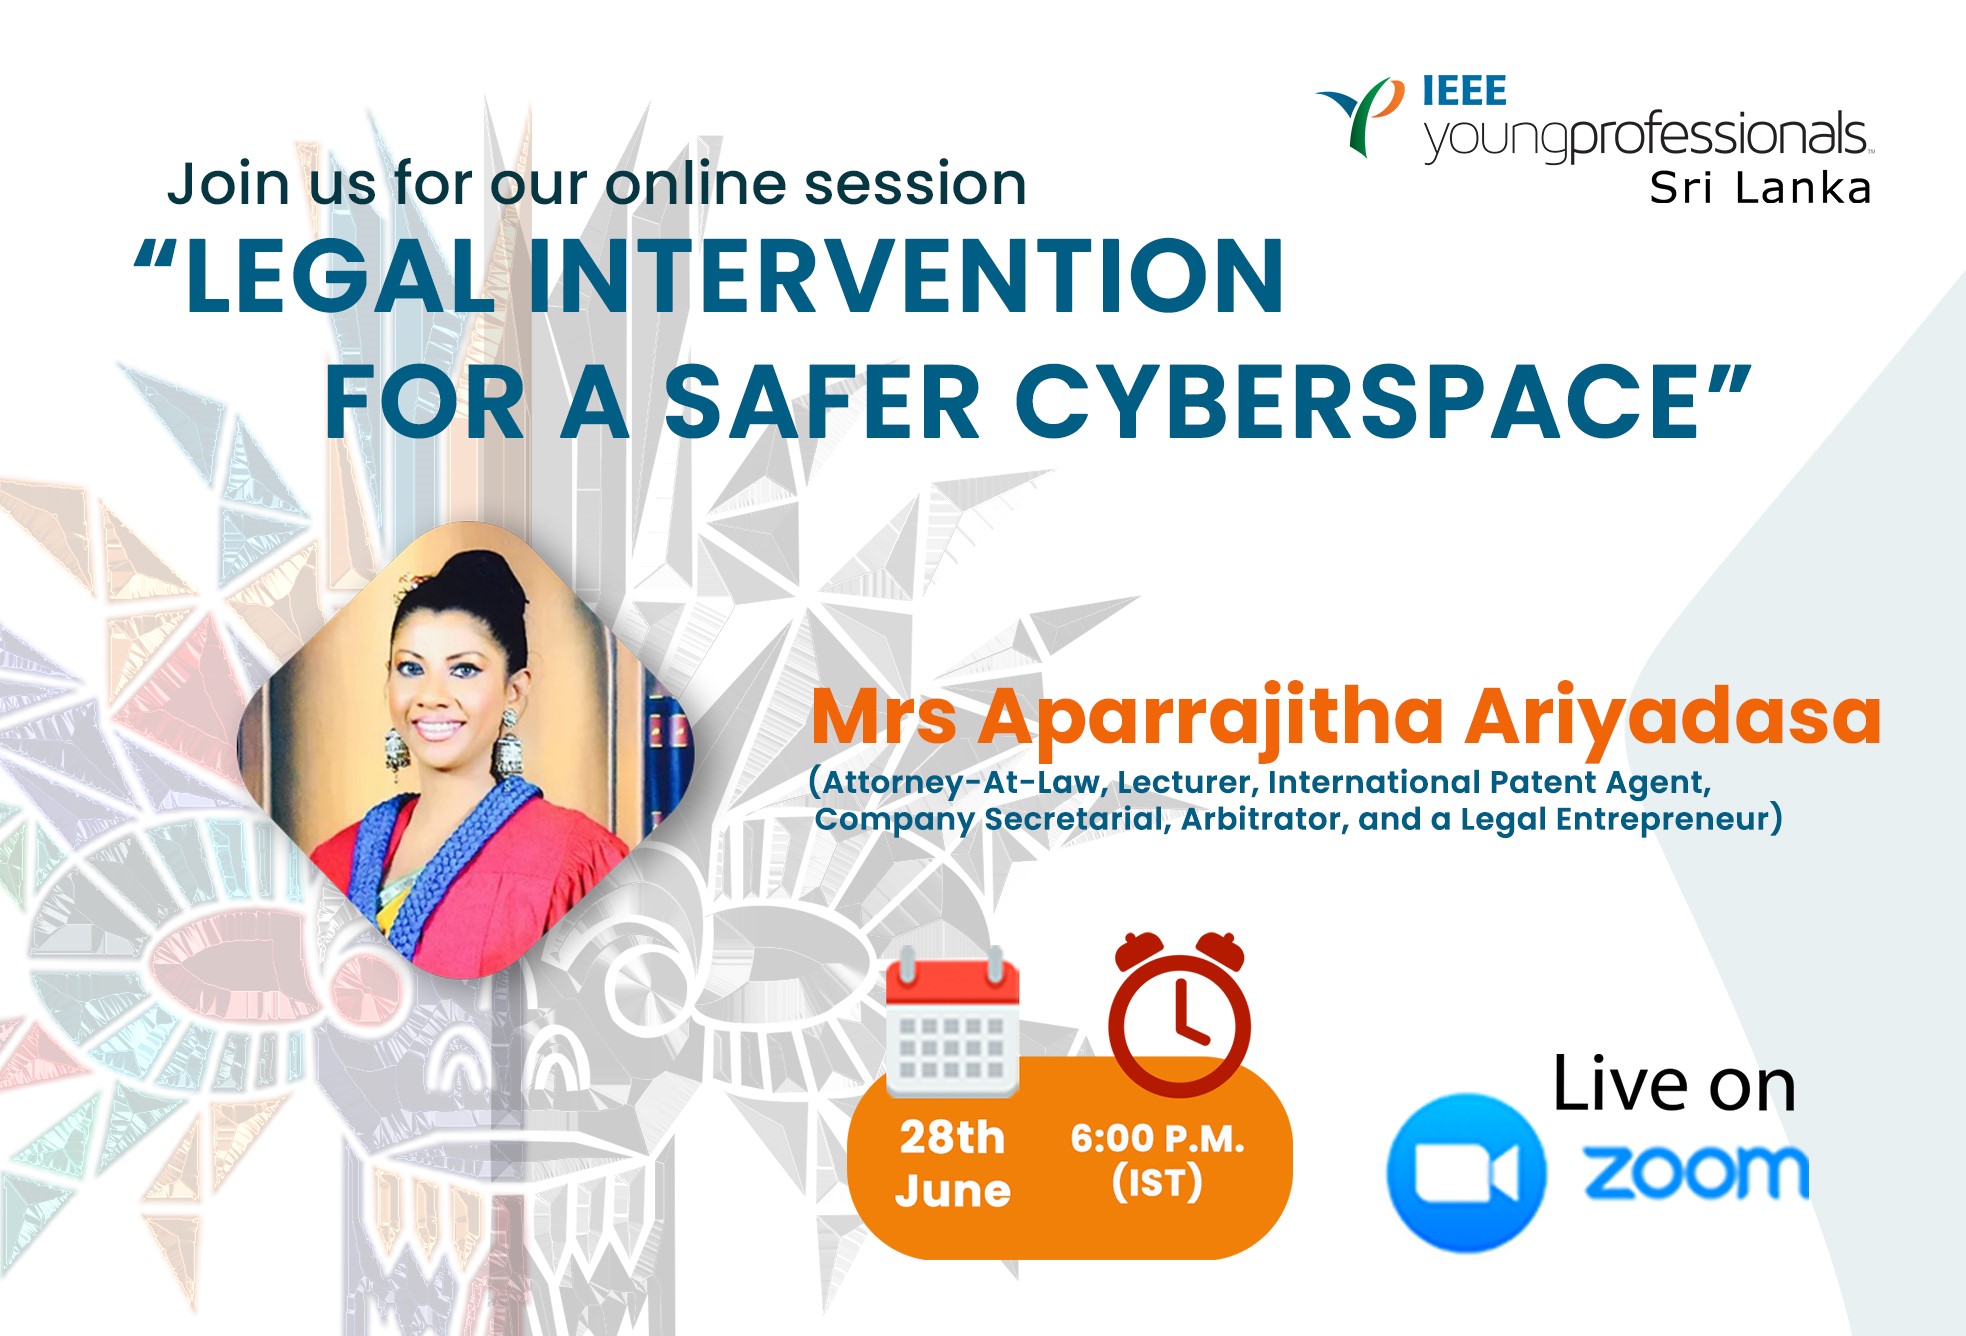 IEEE
youngprofessionals™
Sri Lanka
Join us for our online session
“LEGAL INTERVENTION
FOR A SAFER CYBERSPACE”
Mrs Aparrajitha Ariyadasa
(Attorney-At-Law, Lecturer, International Patent Agent,
Company Secretarial, Arbitrator, and a Legal Entrepreneur)
28th
June
6:00 P.M.
(IST)
Live on
zoom